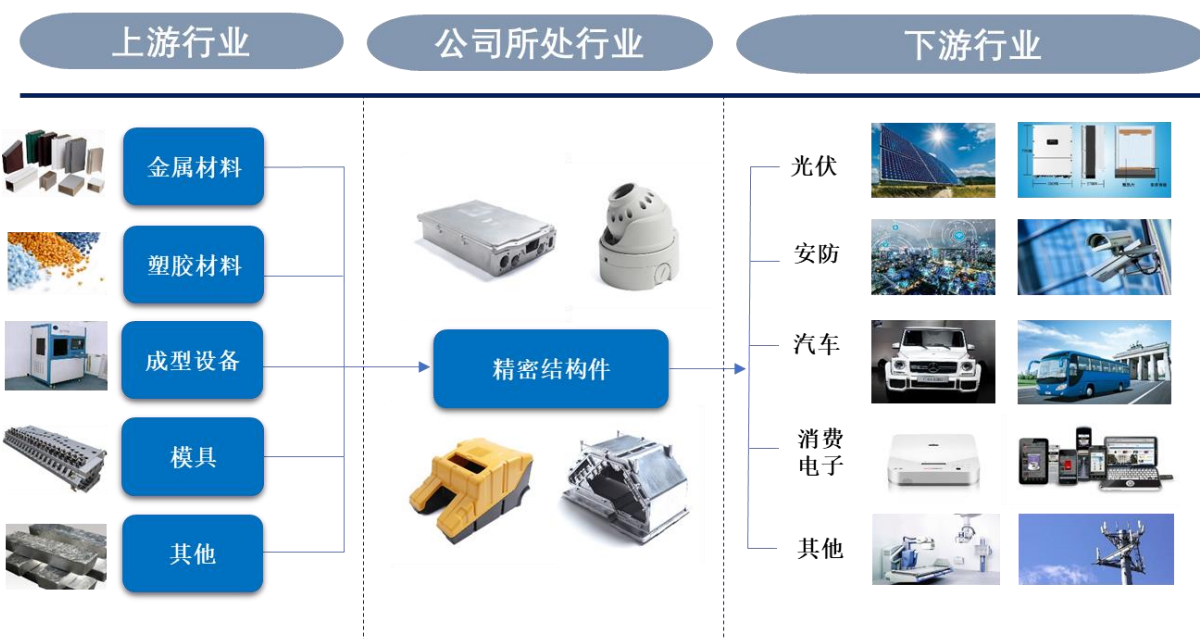 上游行业
公司所处行业
下游行业
金属材料
塑胶材料
成型设备
模具
其他
精密结构件
光伏
安防
汽车
消费
电子
其他